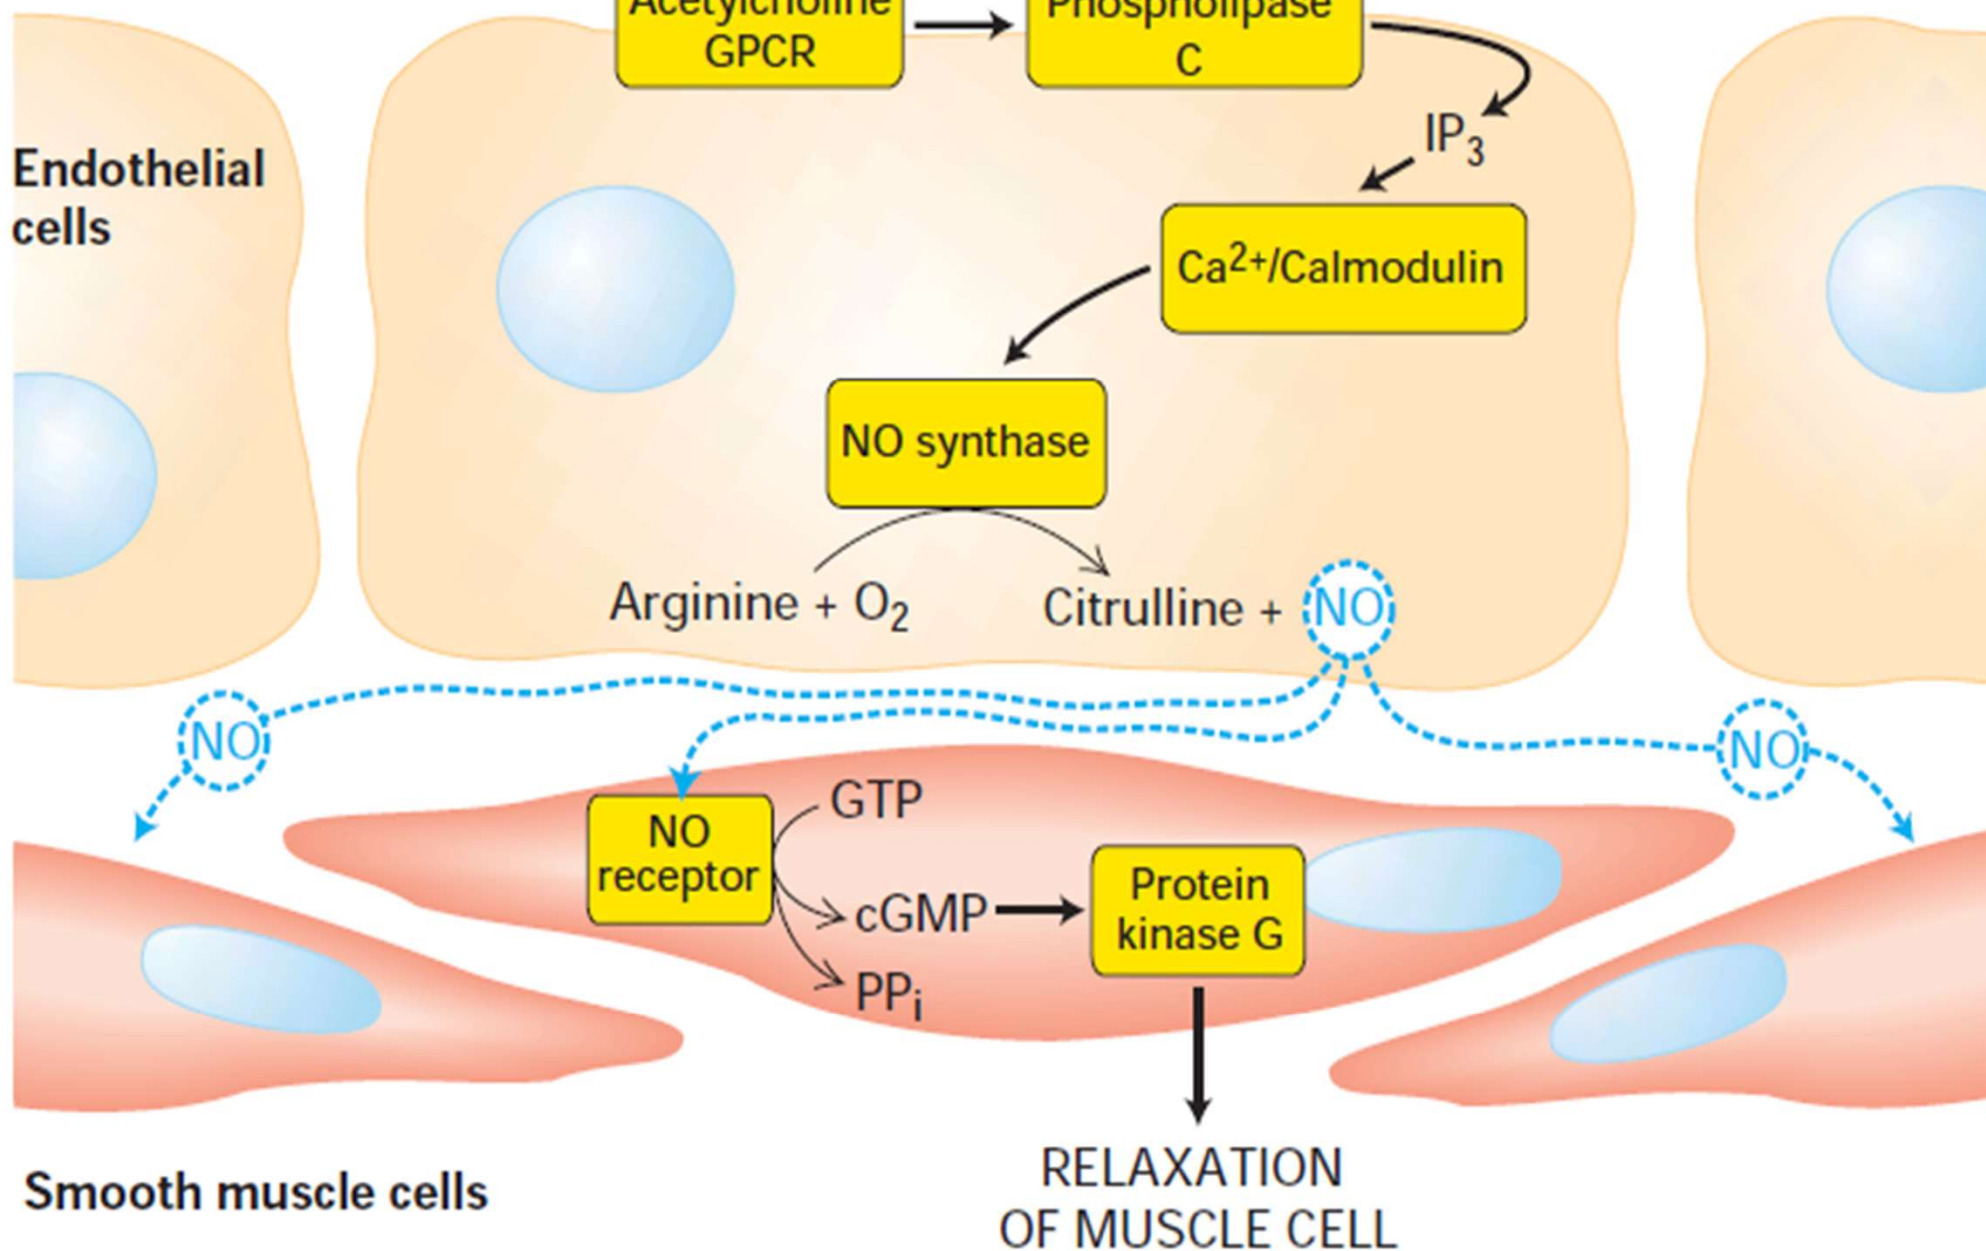 Acetylcholine
GPCR
Phospholipase
C
IP3
Endothelial
cells
Ca2+/Calmodulin
NO synthase
Arginine + O2
Citrulline + NO
NO
NO
NO
receptor
GTP
cGMP
PPi
Protein
kinase G
RELAXATION
OF MUSCLE CELL
Smooth muscle cells